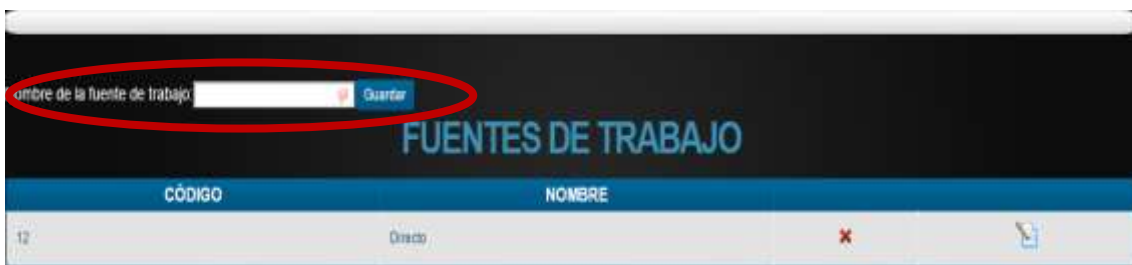 ombre de la fuente de trabajo: Guardar
FUENTES DE TRABAJO
CÓDIGO NOMBRE
12 Directo